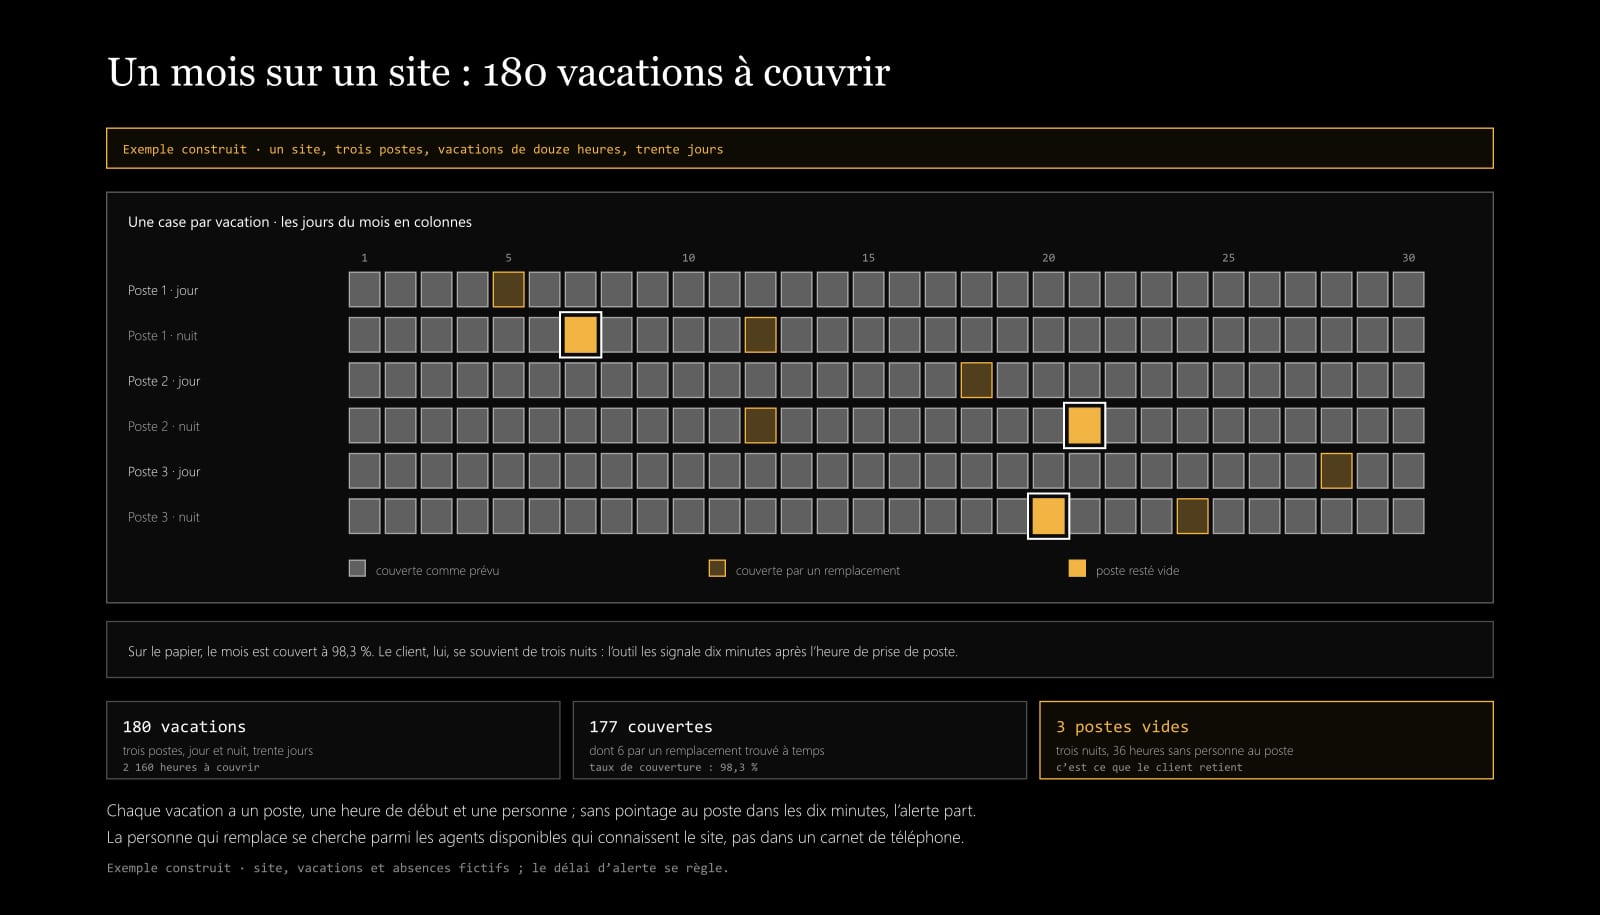 Un mois sur un site : 180 vacations à couvrir
Exemple construit · un site, trois postes, vacations de douze heures, trente jours
Une case par vacation · les jours du mois en colonnes
1 5 10 15 20 25 30
Poste 1 · jour
Poste 1 · nuit
Poste 2 · jour
Poste 2 · nuit
Poste 3 · jour
Poste 3 · nuit
couverte comme prévu couverte par un remplacement poste resté vide
Sur le papier, le mois est couvert à 98,3 %. Le client, lui, se souvient de trois nuits : l’outil les signale dix minutes après l’heure de prise de poste.
180 vacations
trois postes, jour et nuit, trente jours
2 160 heures à couvrir
177 couvertes
dont 6 par un remplacement trouvé à temps
taux de couverture : 98,3 %
3 postes vides
trois nuits, 36 heures sans personne au poste
c’est ce que le client retient
Chaque vacation a un poste, une heure de début et une personne ; sans pointage au poste dans les dix minutes, l’alerte part.
La personne qui remplace se cherche parmi les agents disponibles qui connaissent le site, pas dans un carnet de téléphone.
Exemple construit · site, vacations et absences fictifs ; le délai d’alerte se règle.